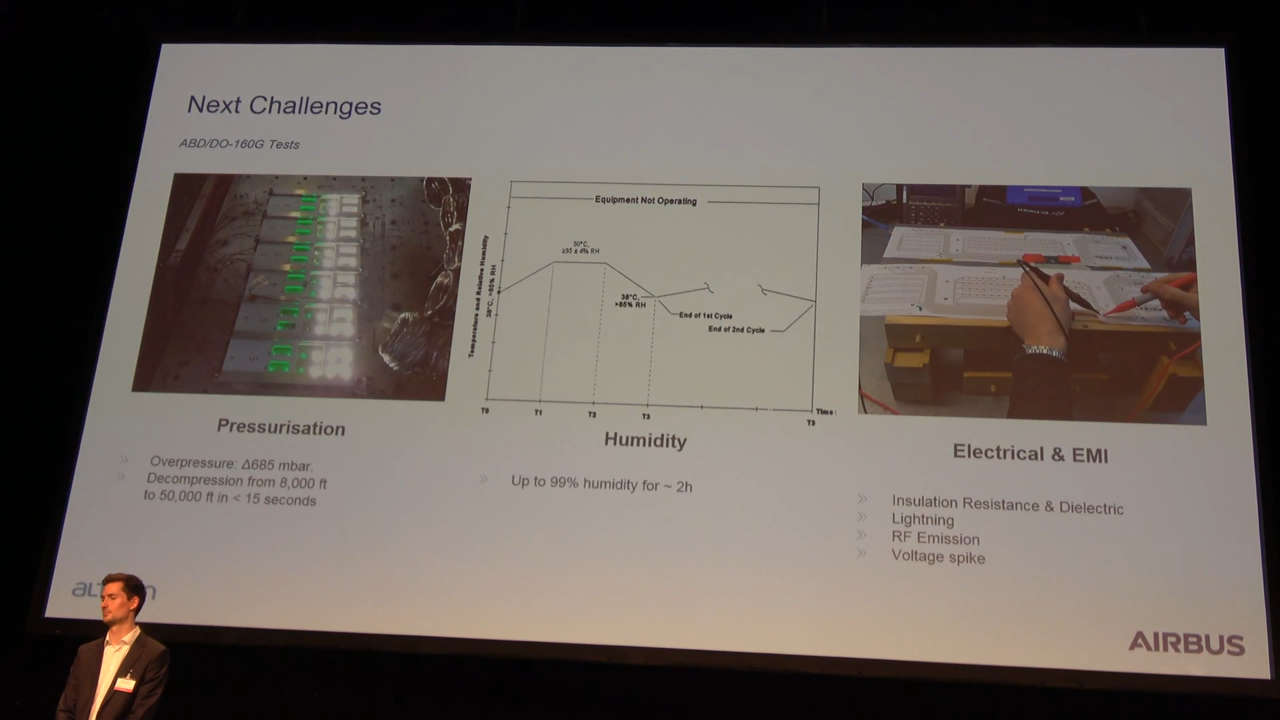 Next Challenges
ABD/DO-160G Tests
Equipment Not Operating
Temperature and Relative Humidity
38°C, >85% RH
50°C,
≥95 ± 4% RH
38°C,
>85% RH
End of 1st Cycle
End of 2nd Cycle
T0
T1
T2
T3
Time
Pressurisation
» Overpressure: Δ685 mbar.
» Decompression from 8,000 ft
to 50,000 ft in < 15 seconds
Humidity
» Up to 99% humidity for ~ 2h
Electrical & EMI
» Insulation Resistance & Dielectric
» Lightning
» RF Emission
» Voltage spike
AIRBUS